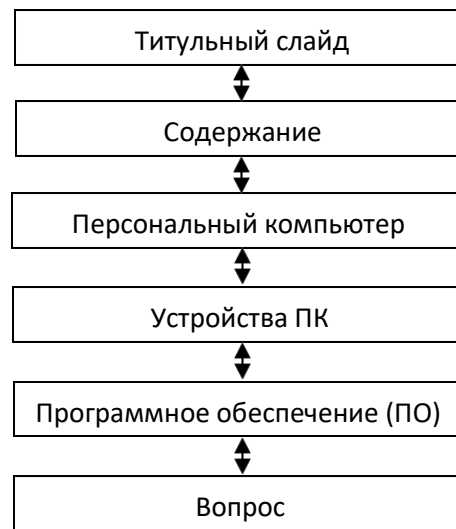 Титульный слайд
Содержание
Персональный компьютер
Устройства ПК
Программное обеспечение (ПО)
Вопрос